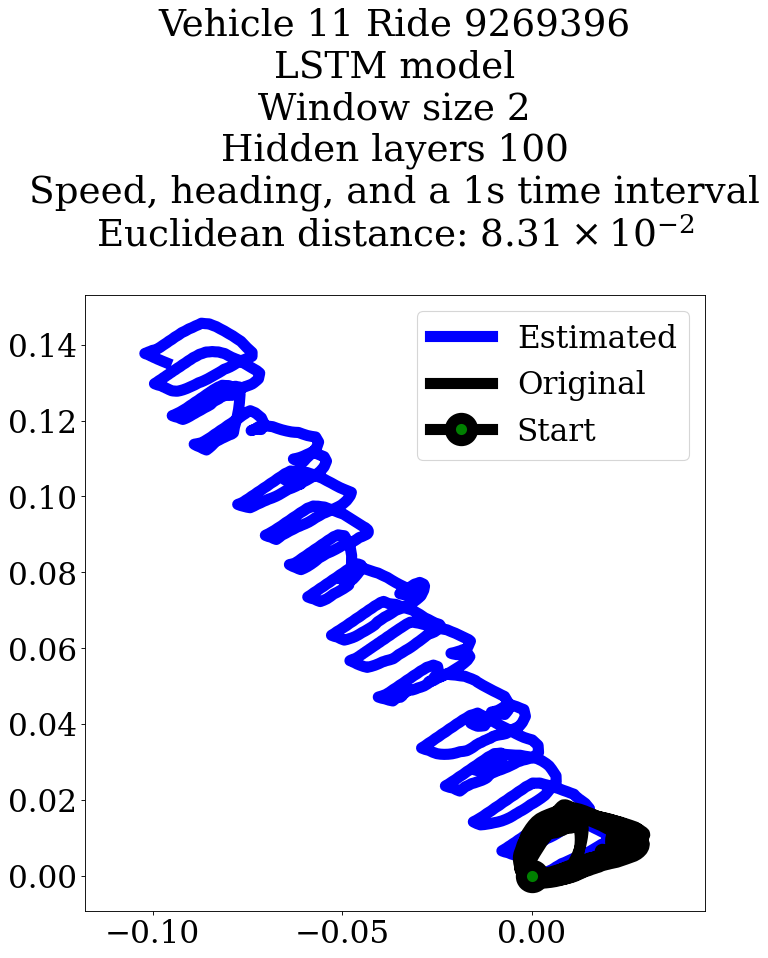 Vehicle 11 Ride 9269396
LSTM model
Window size 2
Hidden layers 100
Speed, heading, and a 1s time interval
Euclidean distance: 8.31 × 10⁻²
Estimated
Original
Start
0.14
0.12
0.10
0.08
0.06
0.04
0.02
0.00
−0.10 −0.05 0.00